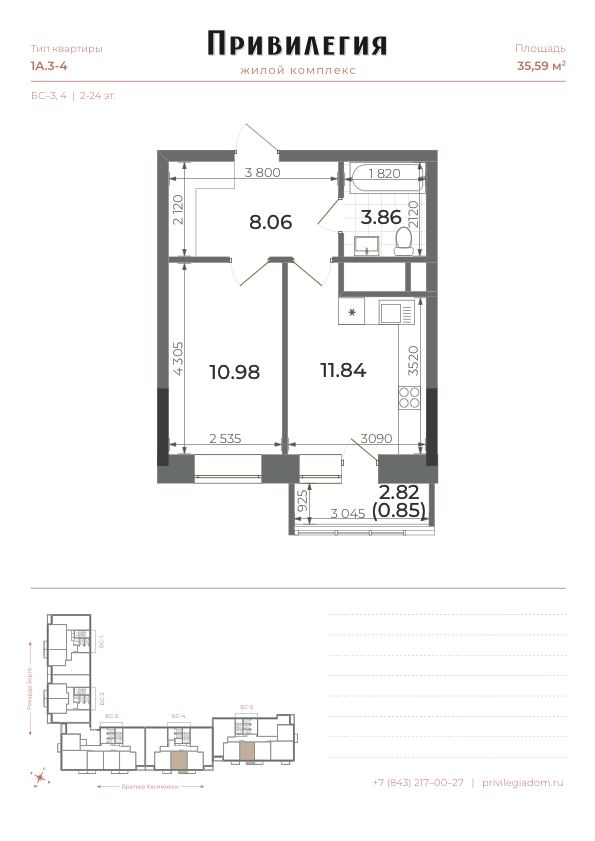 Тип квартиры
1А.3-4
Привилегия
жилой комплекс
Площадь
35,59 м²
БС–3, 4 | 2-24 эт.
3 800
1 820
2 120
8.06
3.86
2120
4 305
10.98
11.84
3520
2 535
3090
925
3 045
2.82
(0.85)
БС-1
БС-2
Рихарда Зорге
БС-3
БС-4
БС-5
Братьев Касимовых
+7 (843) 217–00–27 | privilegiadom.ru